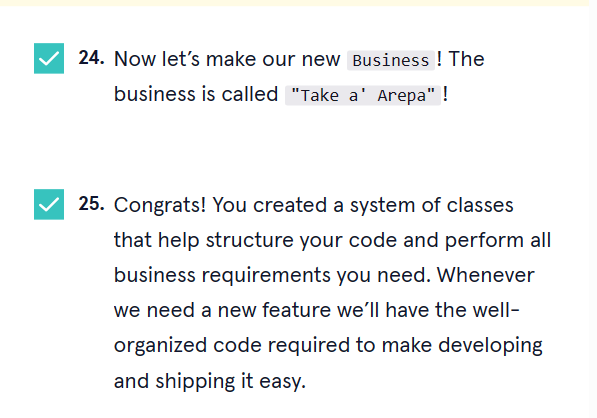 24. Now let’s make our new Business! The
business is called "Take a' Arepa"!
25. Congrats! You created a system of classes
that help structure your code and perform all
business requirements you need. Whenever
we need a new feature we’ll have the well-
organized code required to make developing
and shipping it easy.